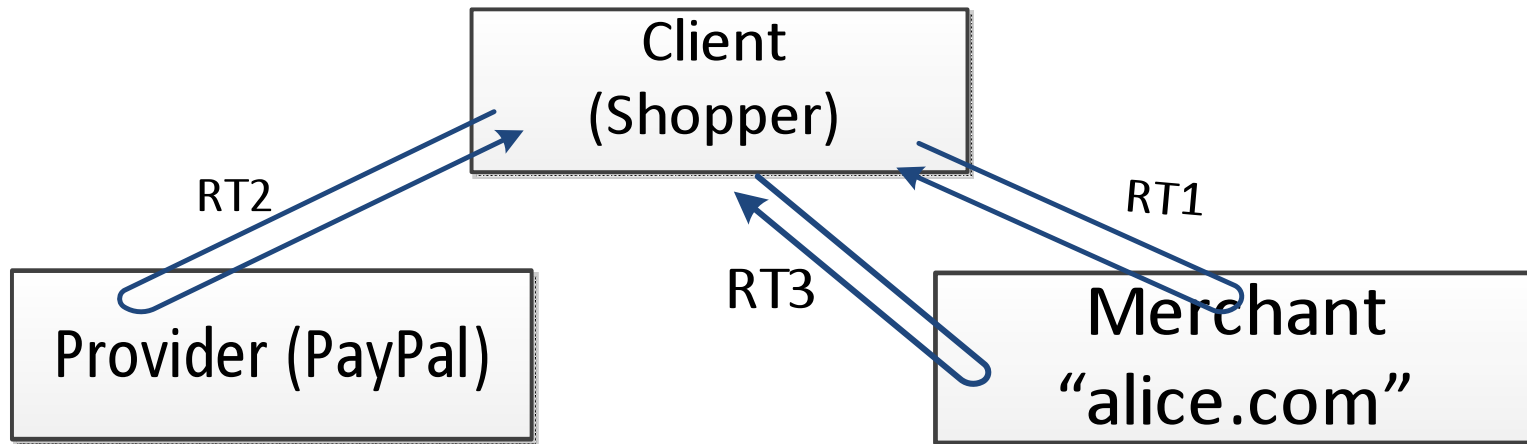 Client
(Shopper)
RT2
RT1
RT3
Provider (PayPal)
Merchant
“alice.com”